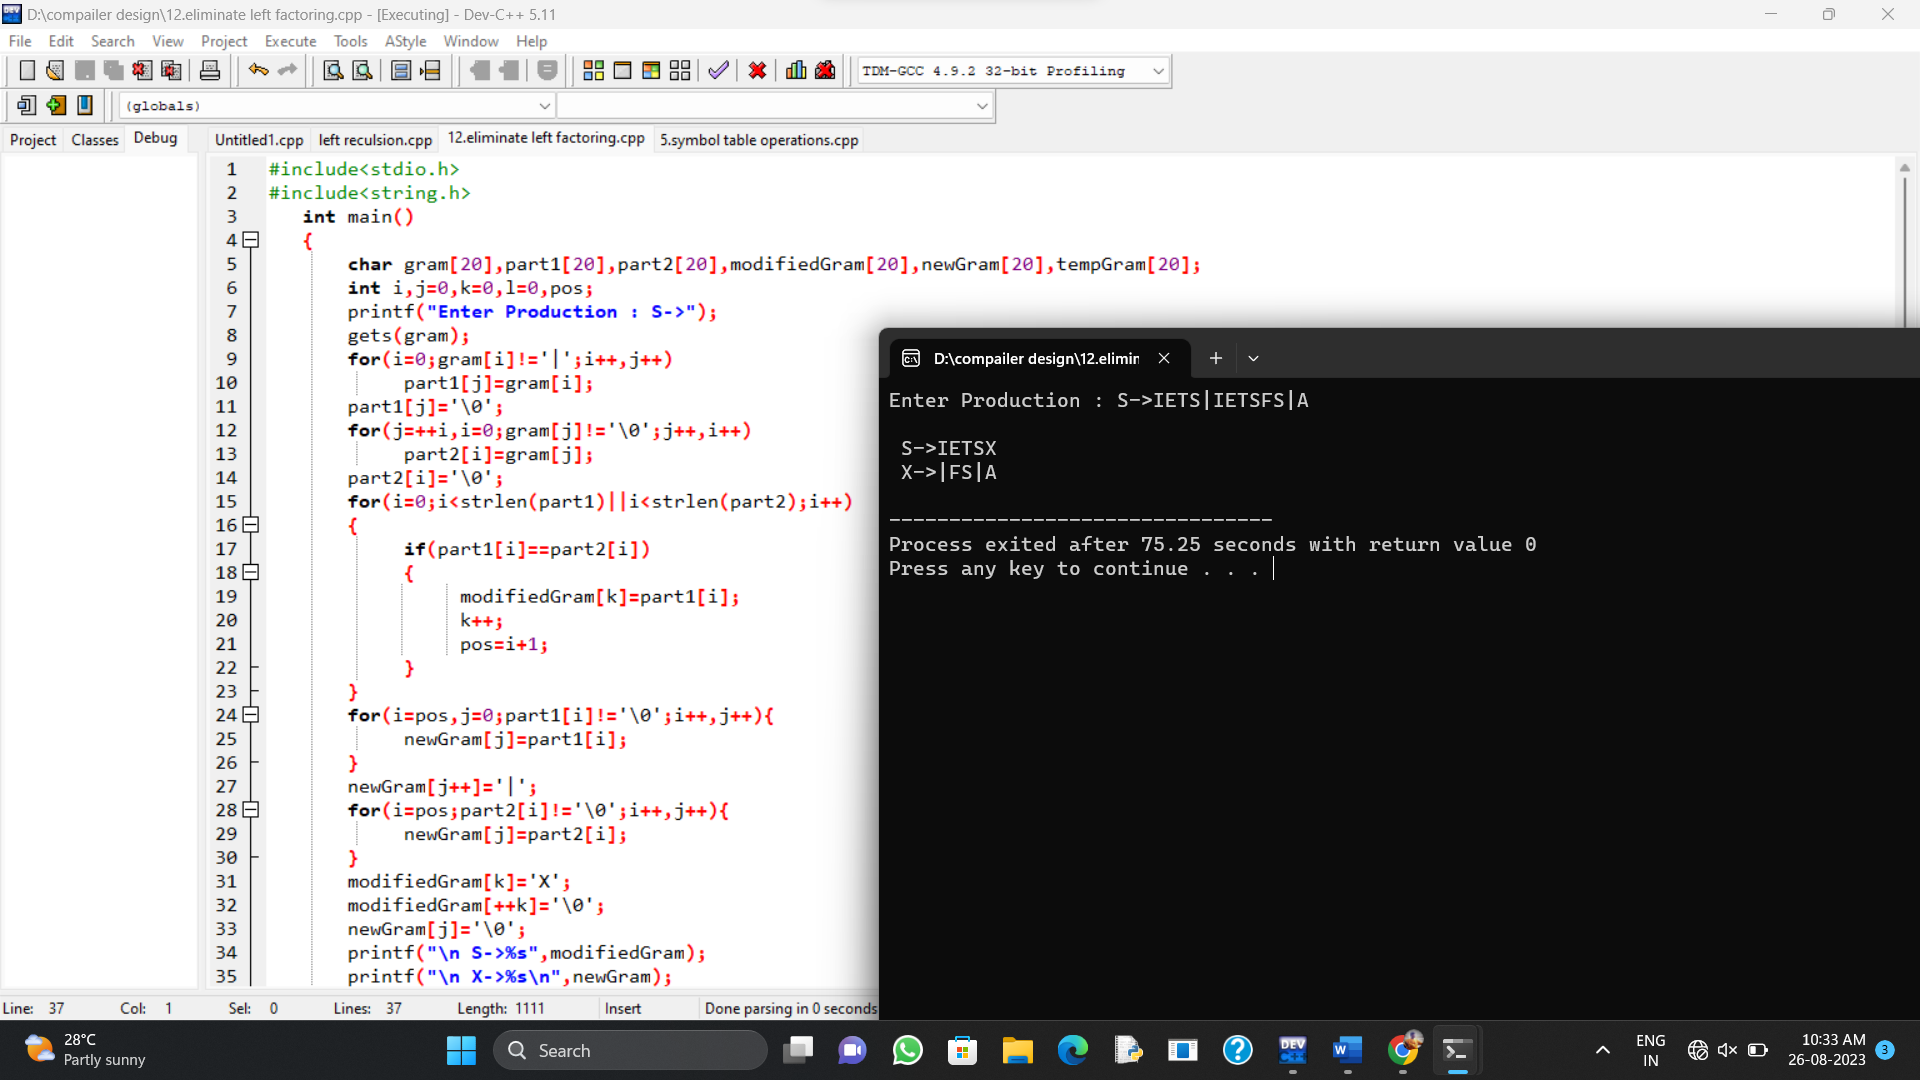 D:\compailer design\12.eliminate left factoring.cpp - [Executing] - Dev-C++ 5.11
File Edit Search View Project Execute Tools AStyle Window Help
TDM-GCC 4.9.2 32-bit Profiling
(globals)
Project Classes Debug
Untitled1.cpp left reculsion.cpp 12.eliminate left factoring.cpp 5.symbol table operations.cpp
1 #include<stdio.h>
2 #include<string.h>
3 int main()
4 {
5 char gram[20],part1[20],part2[20],modifiedGram[20],newGram[20],tempGram[20];
6 int i,j=0,k=0,l=0,pos;
7 printf("Enter Production : S->");
8 gets(gram);
9 for(i=0;gram[i]!='|';i++,j++)
10 part1[j]=gram[i];
11 part1[j]='\0';
12 for(j=++i,i=0;gram[j]!='\0';j++,i++)
13 part2[i]=gram[j];
14 part2[i]='\0';
15 for(i=0;i<strlen(part1)||i<strlen(part2);i++)
16 {
17 if(part1[i]==part2[i])
18 {
19 modifiedGram[k]=part1[i];
20 k++;
21 pos=i+1;
22 }
23 }
24 for(i=pos,j=0;part1[i]!='\0';i++,j++){
25 newGram[j]=part1[i];
26 }
27 newGram[j++]='|';
28 for(i=pos;part2[i]!='\0';i++,j++){
29 newGram[j]=part2[i];
30 }
31 modifiedGram[k]='X';
32 modifiedGram[++k]='\0';
33 newGram[j]='\0';
34 printf("\n S->%s",modifiedGram);
35 printf("\n X->%s\n",newGram);
D:\compailer design\12.elimin
Enter Production : S->IETS|IETSFS|A
S->IETSX
X->|FS|A
--------------------------------
Process exited after 75.25 seconds with return value 0
Press any key to continue . . .
Line: 37 Col: 1 Sel: 0 Lines: 37 Length: 1111 Insert Done parsing in 0 seconds
28°C
Partly sunny
Search
DEV
C++
W
ENG
IN
10:33 AM
26-08-2023
3